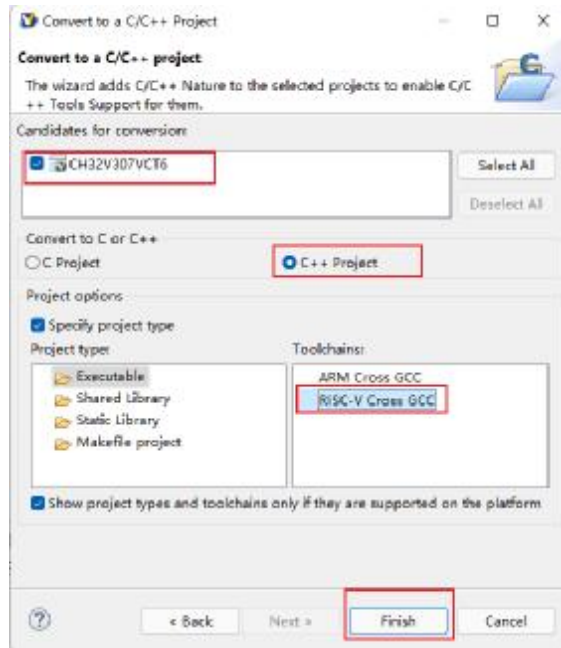 Convert to a C/C++ Project
Convert to a C/C++ project
The wizard adds C/C++ Nature to the selected projects to enable C/C
++ Tools Support for them.
Candidates for conversion:
CH32V307VCT6
Select All
Deselect All
Convert to C or C++
C Project
C++ Project
Project options
Specify project type
Project type:
Toolchains:
Executable
Shared Library
Static Library
Makefile project
ARM Cross GCC
RISC-V Cross GCC
Show project types and toolchains only if they are supported on the platform
?
< Back
Next >
Finish
Cancel